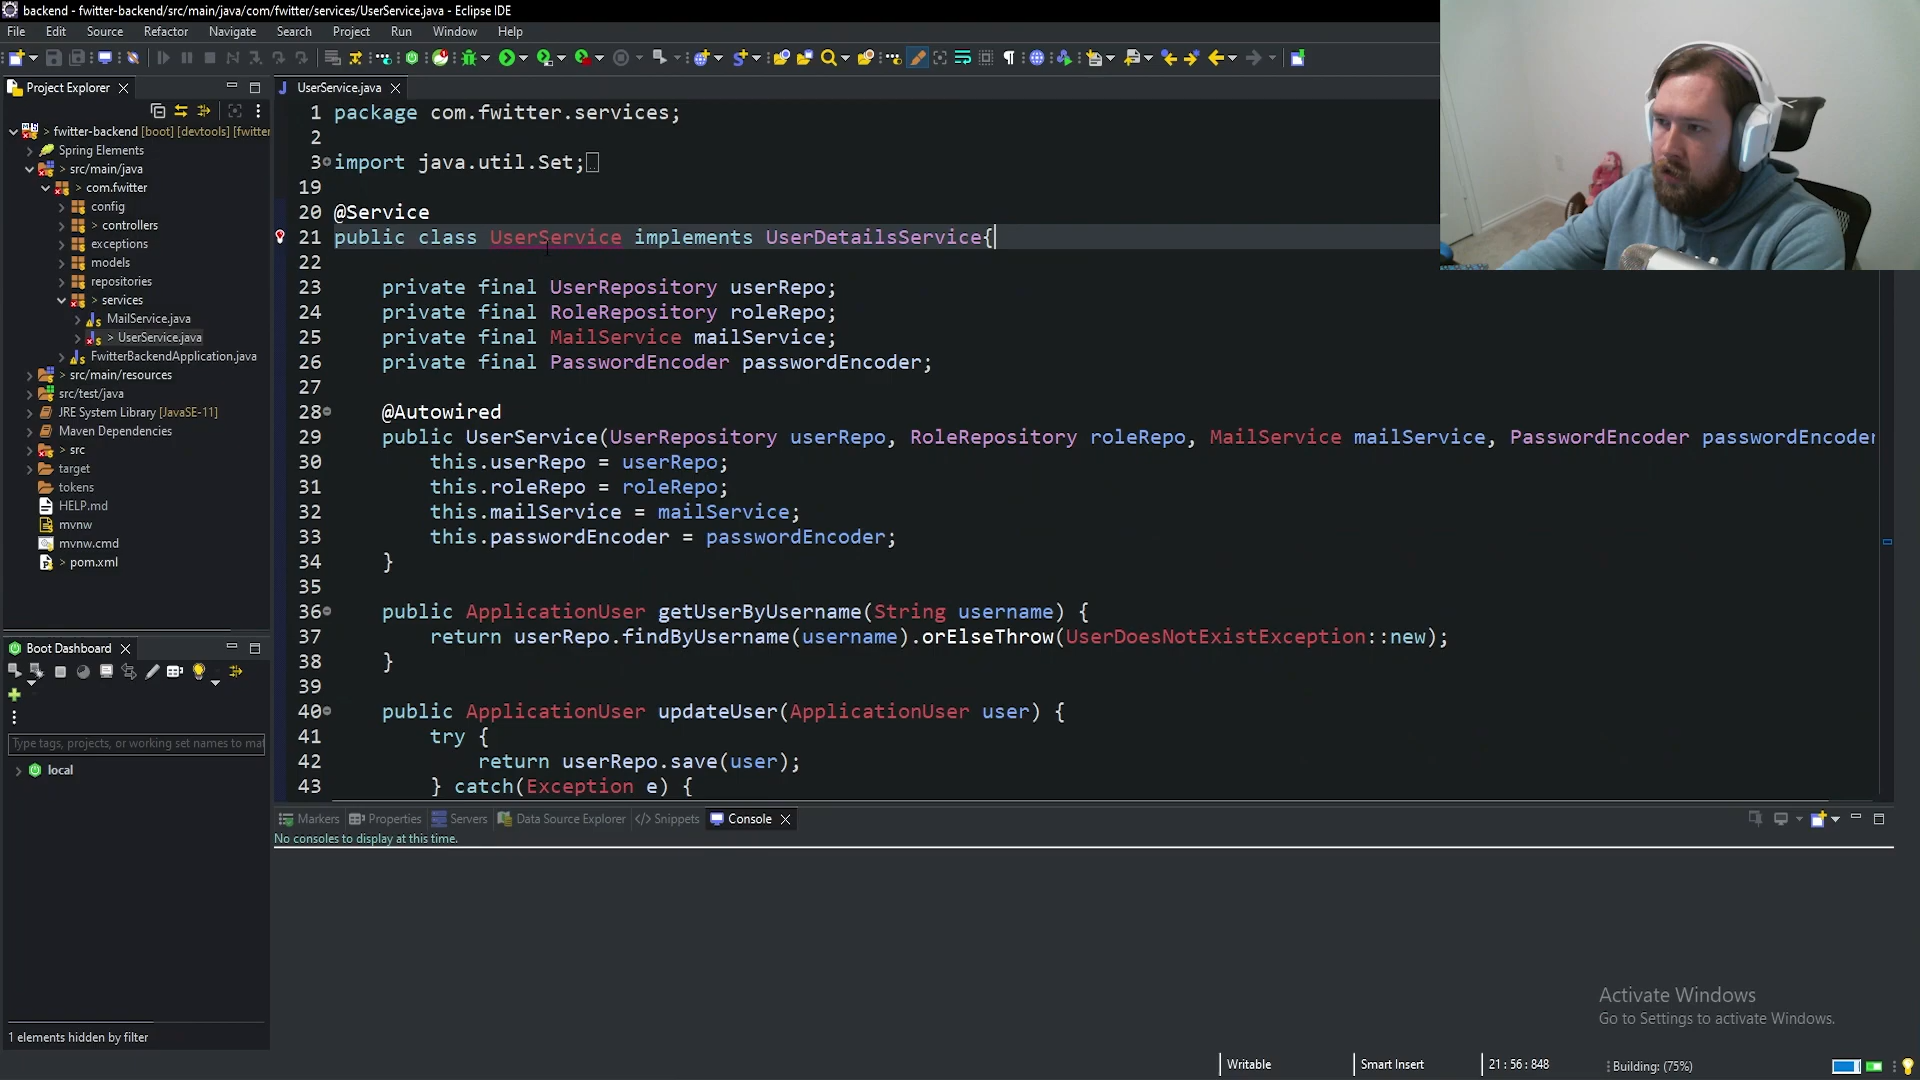 backend - fwitter-backend/src/main/java/com/fwitter/services/UserService.java - Eclipse IDE
File Edit Source Refactor Navigate Search Project Run Window Help
Project Explorer
fwitter-backend [boot] [devtools] [fwitter
Spring Elements
src/main/java
com.fwitter
config
controllers
exceptions
models
repositories
services
MailService.java
UserService.java
FwitterBackendApplication.java
src/main/resources
src/test/java
JRE System Library [JavaSE-11]
Maven Dependencies
src
target
tokens
HELP.md
mvnw
mvnw.cmd
pom.xml
UserService.java
1 package com.fwitter.services;
2
3 import java.util.Set;
19
20 @Service
21 public class UserService implements UserDetailsService{
22
23 private final UserRepository userRepo;
24 private final RoleRepository roleRepo;
25 private final MailService mailService;
26 private final PasswordEncoder passwordEncoder;
27
28 @Autowired
29 public UserService(UserRepository userRepo, RoleRepository roleRepo, MailService mailService, PasswordEncoder passwordEncoder
30 this.userRepo = userRepo;
31 this.roleRepo = roleRepo;
32 this.mailService = mailService;
33 this.passwordEncoder = passwordEncoder;
34 }
35
36 public ApplicationUser getUserByUsername(String username) {
37 return userRepo.findByUsername(username).orElseThrow(UserDoesNotExistException::new);
38 }
39
40 public ApplicationUser updateUser(ApplicationUser user) {
41 try {
42 return userRepo.save(user);
43 } catch(Exception e) {
Boot Dashboard
Type tags, projects, or working set names to mat
local
1 elements hidden by filter
Markers Properties Servers Data Source Explorer Snippets Console
No consoles to display at this time.
Activate Windows
Go to Settings to activate Windows.
Writable Smart Insert 21 : 56 : 848 Building: (75%)